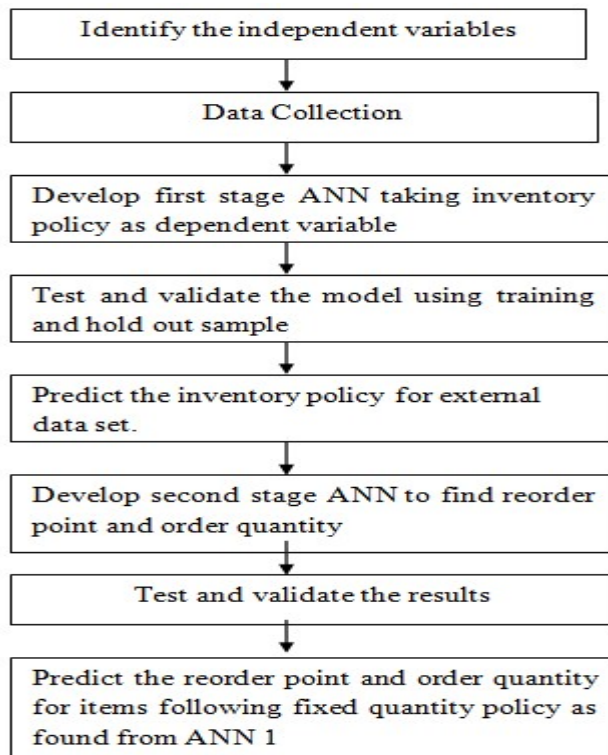 Identify the independent variables
Data Collection
Develop first stage ANN taking inventory
policy as dependent variable
Test and validate the model using training
and hold out sample
Predict the inventory policy for external
data set.
Develop second stage ANN to find reorder
point and order quantity
Test and validate the results
Predict the reorder point and order quantity
for items following fixed quantity policy as
found from ANN 1